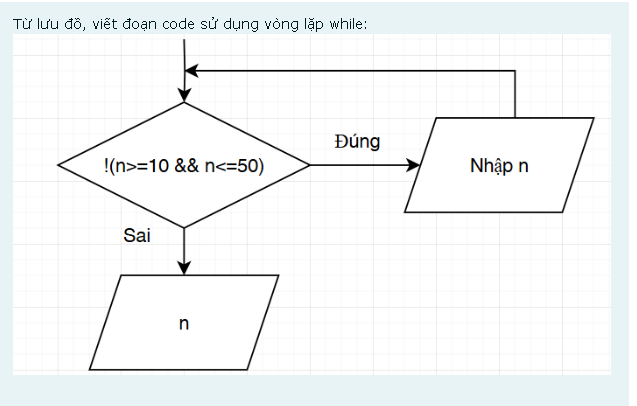 Từ lưu đồ, viết đoạn code sử dụng vòng lặp while:
Đúng
!(n>=10 && n<=50)
Nhập n
Sai
n